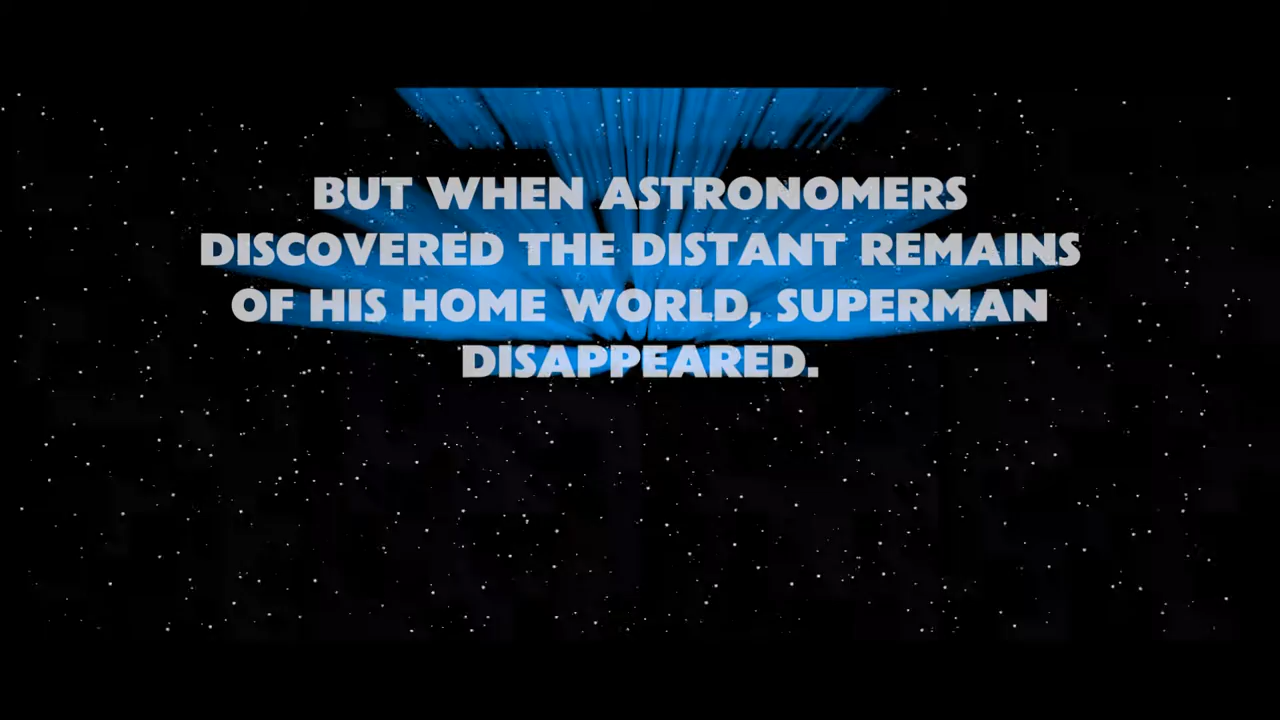 BUT WHEN ASTRONOMERS
DISCOVERED THE DISTANT REMAINS
OF HIS HOME WORLD, SUPERMAN
DISAPPEARED.